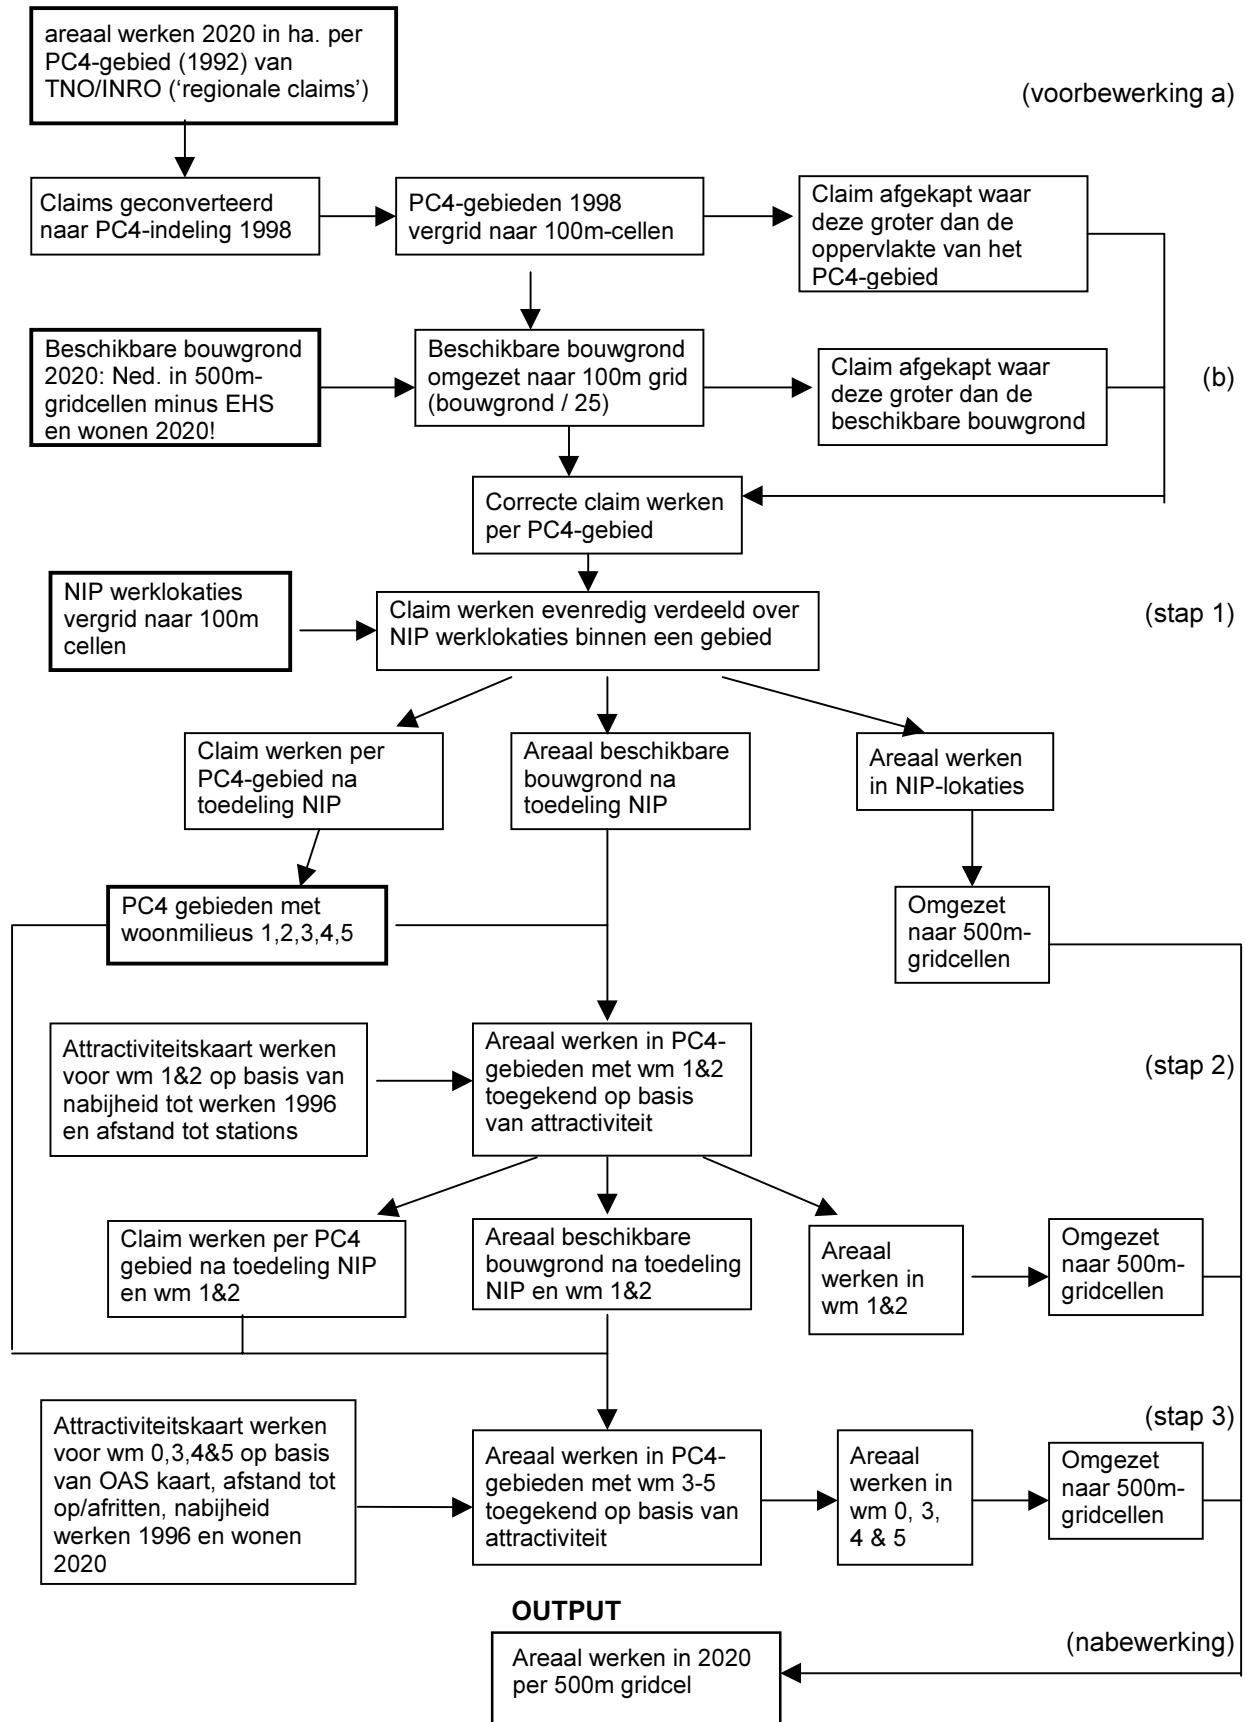 areaal werken 2020 in ha. per
PC4-gebied (1992) van
TNO/INRO (‘regionale claims’)
(voorbewerking a)
Claims geconverteerd
naar PC4-indeling 1998
PC4-gebieden 1998
vergrid naar 100m-cellen
Claim afgekapt waar
deze groter dan de
oppervlakte van het
PC4-gebied
Beschikbare bouwgrond
2020: Ned. in 500m-
gridcellen minus EHS
en wonen 2020!
Beschikbare bouwgrond
omgezet naar 100m grid
(bouwgrond / 25)
Claim afgekapt waar
deze groter dan de
beschikbare bouwgrond
(b)
Correcte claim werken
per PC4-gebied
NIP werklokaties
vergrid naar 100m
cellen
Claim werken evenredig verdeeld over
NIP werklokaties binnen een gebied
(stap 1)
Claim werken per
PC4-gebied na
toedeling NIP
Areaal beschikbare
bouwgrond na
toedeling NIP
Areaal werken
in NIP-lokaties
PC4 gebieden met
woonmilieus 1,2,3,4,5
Omgezet
naar 500m-
gridcellen
Attractiviteitskaart werken
voor wm 1&2 op basis van
nabijheid tot werken 1996
en afstand tot stations
Areaal werken in PC4-
gebieden met wm 1&2
toegekend op basis
van attractiviteit
(stap 2)
Claim werken per PC4
gebied na toedeling NIP
en wm 1&2
Areaal beschikbare
bouwgrond na toedeling
NIP en wm 1&2
Areaal
werken in
wm 1&2
Omgezet
naar 500m-
gridcellen
Attractiviteitskaart werken
voor wm 0,3,4&5 op basis
van OAS kaart, afstand tot
op/afritten, nabijheid
werken 1996 en wonen
2020
Areaal werken in PC4-
gebieden met wm 3-5
toegekend op basis van
attractiviteit
Areaal
werken in
wm 0, 3,
4 & 5
(stap 3)
Omgezet
naar 500m-
gridcellen
OUTPUT
Areaal werken in 2020
per 500m gridcel
(nabewerking)